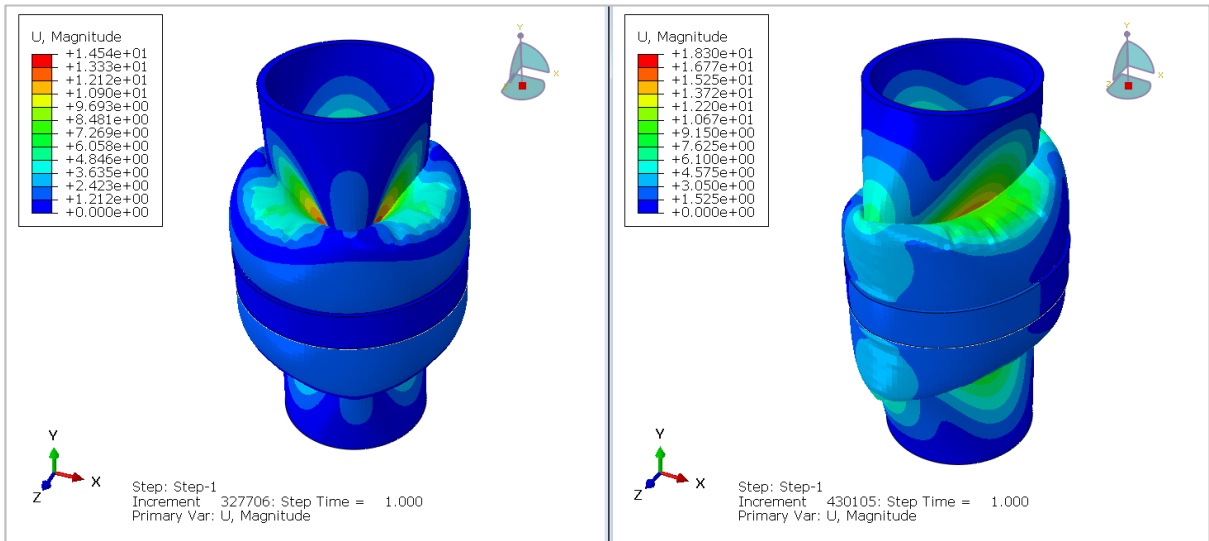 U, Magnitude
+1.454e+01
+1.333e+01
+1.212e+01
+1.090e+01
+9.693e+00
+8.481e+00
+7.269e+00
+6.058e+00
+4.846e+00
+3.635e+00
+2.423e+00
+1.212e+00
+0.000e+00
Y
X
Z
Y
X
Z
Step: Step-1
Increment 327706: Step Time = 1.000
Primary Var: U, Magnitude
U, Magnitude
+1.830e+01
+1.677e+01
+1.525e+01
+1.372e+01
+1.220e+01
+1.067e+01
+9.150e+00
+7.625e+00
+6.100e+00
+4.575e+00
+3.050e+00
+1.525e+00
+0.000e+00
Y
X
Z
Y
X
Z
Step: Step-1
Increment 430105: Step Time = 1.000
Primary Var: U, Magnitude